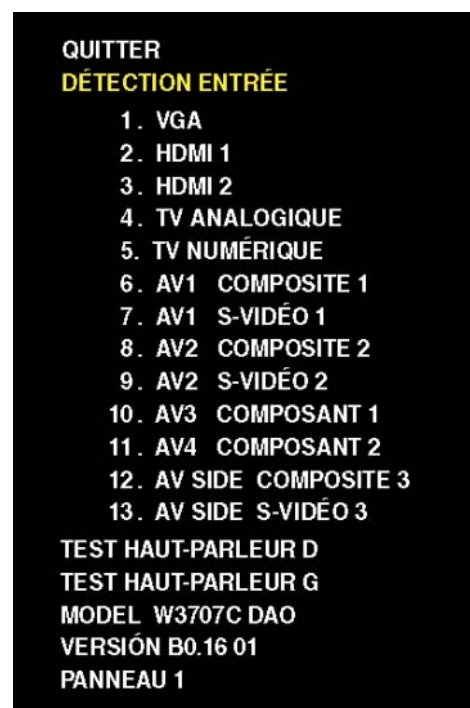 QUITTER
DÉTECTION ENTRÉE
1. VGA
2. HDMI 1
3. HDMI 2
4. TV ANALOGIQUE
5. TV NUMÉRIQUE
6. AV1 COMPOSITE 1
7. AV1 S-VIDÉO 1
8. AV2 COMPOSITE 2
9. AV2 S-VIDÉO 2
10. AV3 COMPOSANT 1
11. AV4 COMPOSANT 2
12. AV SIDE COMPOSITE 3
13. AV SIDE S-VIDÉO 3
TEST HAUT-PARLEUR D
TEST HAUT-PARLEUR G
MODEL W3707C DAO
VERSIÓN B0.16 01
PANNEAU 1